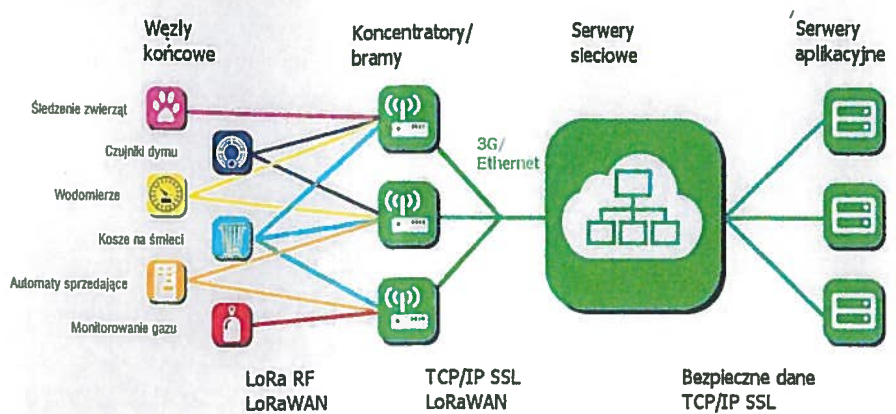 Węzły
końcowe
Koncentratory/
bramy
Serwery
sieciowe
Serwery
aplikacyjne
Śledzenie zwierząt
Czujniki dymu
Wodomierze
Kosze na śmieci
Automaty sprzedające
Monitorowanie gazu
3G/
Ethernet
LoRa RF
LoRaWAN
TCP/IP SSL
LoRaWAN
Bezpieczne dane
TCP/IP SSL